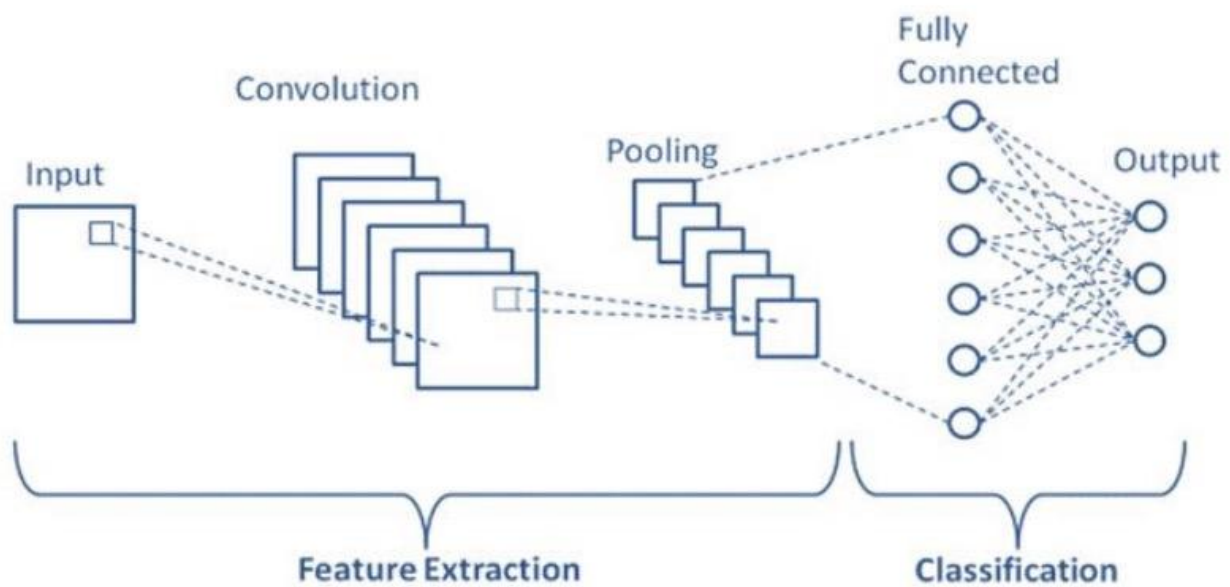 Input
Convolution
Pooling
Fully
Connected
Output
Feature Extraction
Classification